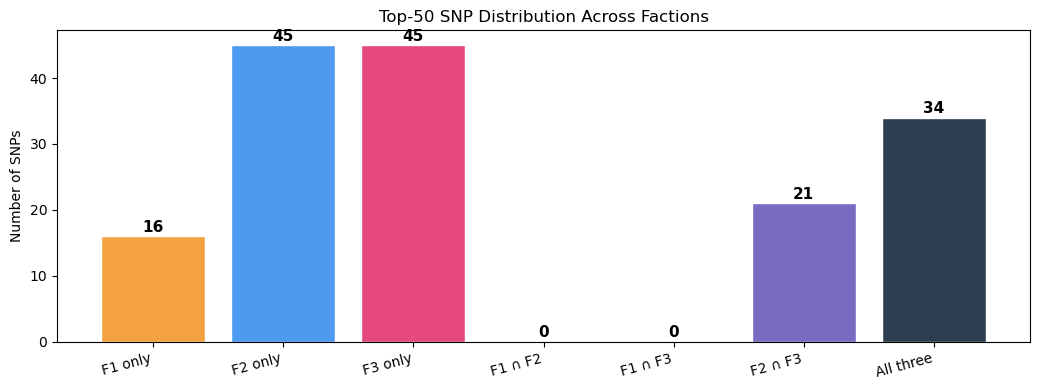 Top-50 SNP Distribution Across Factions
Number of SNPs
40
30
20
10
0
16
45
45
0
0
21
34
F1 only
F2 only
F3 only
F1 ∩ F2
F1 ∩ F3
F2 ∩ F3
All three